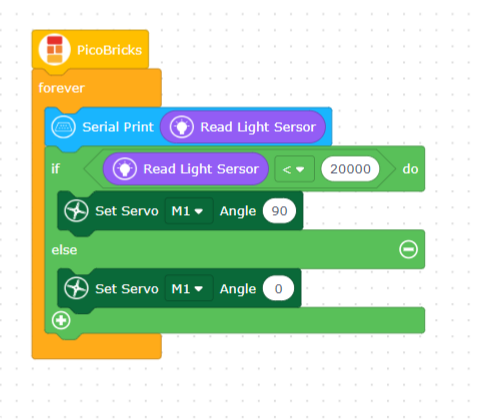 PicoBricks
forever
Serial Print Read Light Sersor
if Read Light Sersor < 20000 do
Set Servo M1 Angle 90
else
Set Servo M1 Angle 0